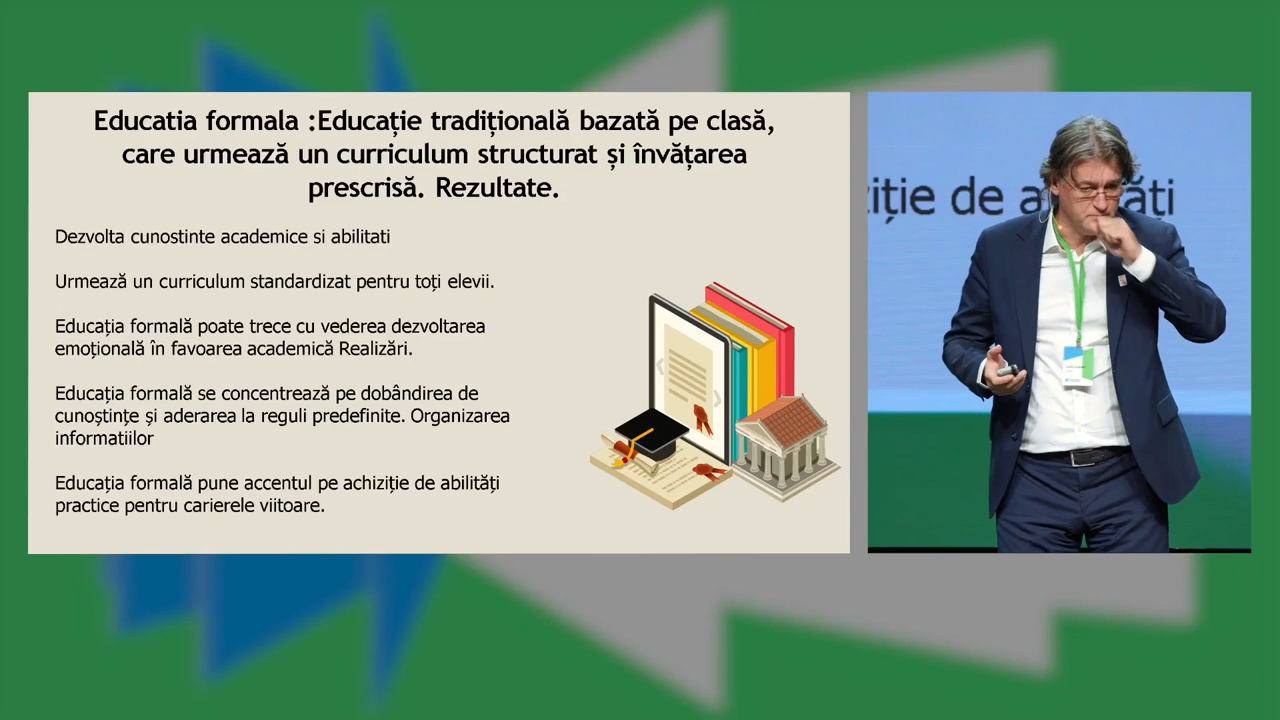 Educatia formala :Educație tradițională bazată pe clasă,
care urmează un curriculum structurat și învățarea
prescrisă. Rezultate.
Dezvolta cunostinte academice si abilitati
Urmează un curriculum standardizat pentru toți elevii.
Educația formală poate trece cu vederea dezvoltarea
emoțională în favoarea academică Realizări.
Educația formală se concentrează pe dobândirea de
cunoștințe și aderarea la reguli predefinite. Organizarea
informatiilor
Educația formală pune accentul pe achiziție de abilități
practice pentru carierele viitoare.
ziție de a ăți